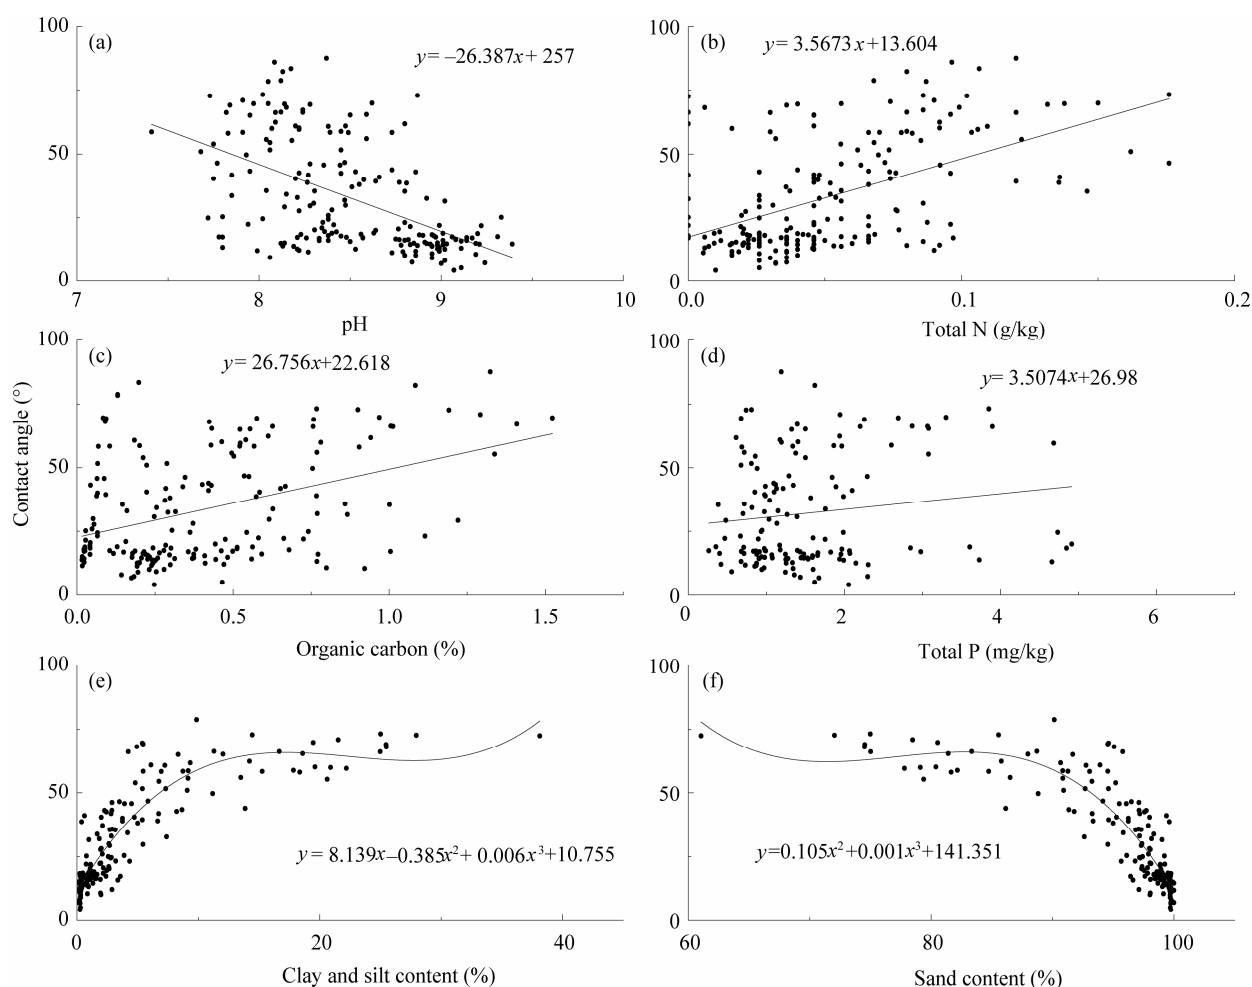 100
(a)
y= –26.387x+ 257
50
0
7
8
9
10
pH
100
(b)
y= 3.5673x+13.604
50
0
0.0
0.1
0.2
Total N (g/kg)
Contact angle (°)
100
(c)
y= 26.756x+22.618
50
0
0.0
0.5
1.0
1.5
Organic carbon (%)
100
(d)
y= 3.5074x+26.98
50
0
0
2
4
6
Total P (mg/kg)
100
(e)
50
y= 8.139x–0.385x²+ 0.006x³+10.755
0
0
20
40
Clay and silt content (%)
100
(f)
50
y=0.105x²+0.001x³+141.351
0
60
80
100
Sand content (%)